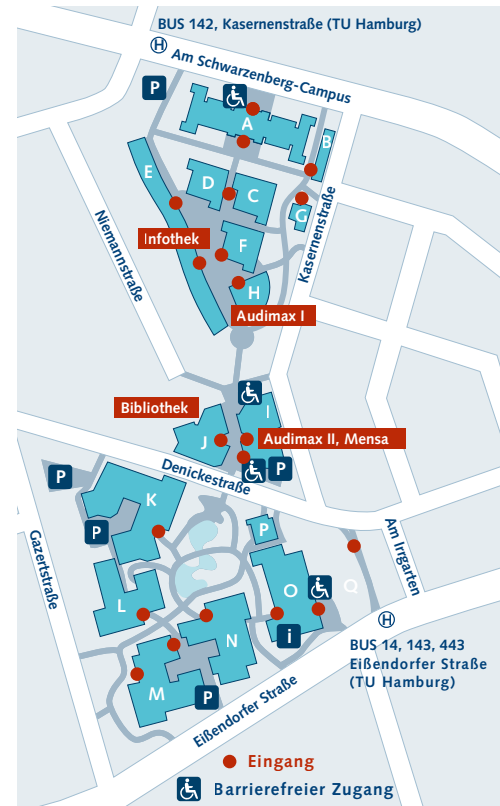 BUS 142, Kasernenstraße (TU Hamburg)
H
Am Schwarzenberg-Campus
P
A
B
E
D
C
G
Niemannstraße
Kasernenstraße
Infothek
F
H
Audimax I
Bibliothek
I
J
Audimax II, Mensa
P
Denickestraße
P
K
P
Gazertstraße
P
Am Irrgarten
L
O
Q
N
i
H
BUS 14, 143, 443
Eißendorfer Straße
(TU Hamburg)
M
P
Eißendorfer Straße
Eingang
Barrierefreier Zugang